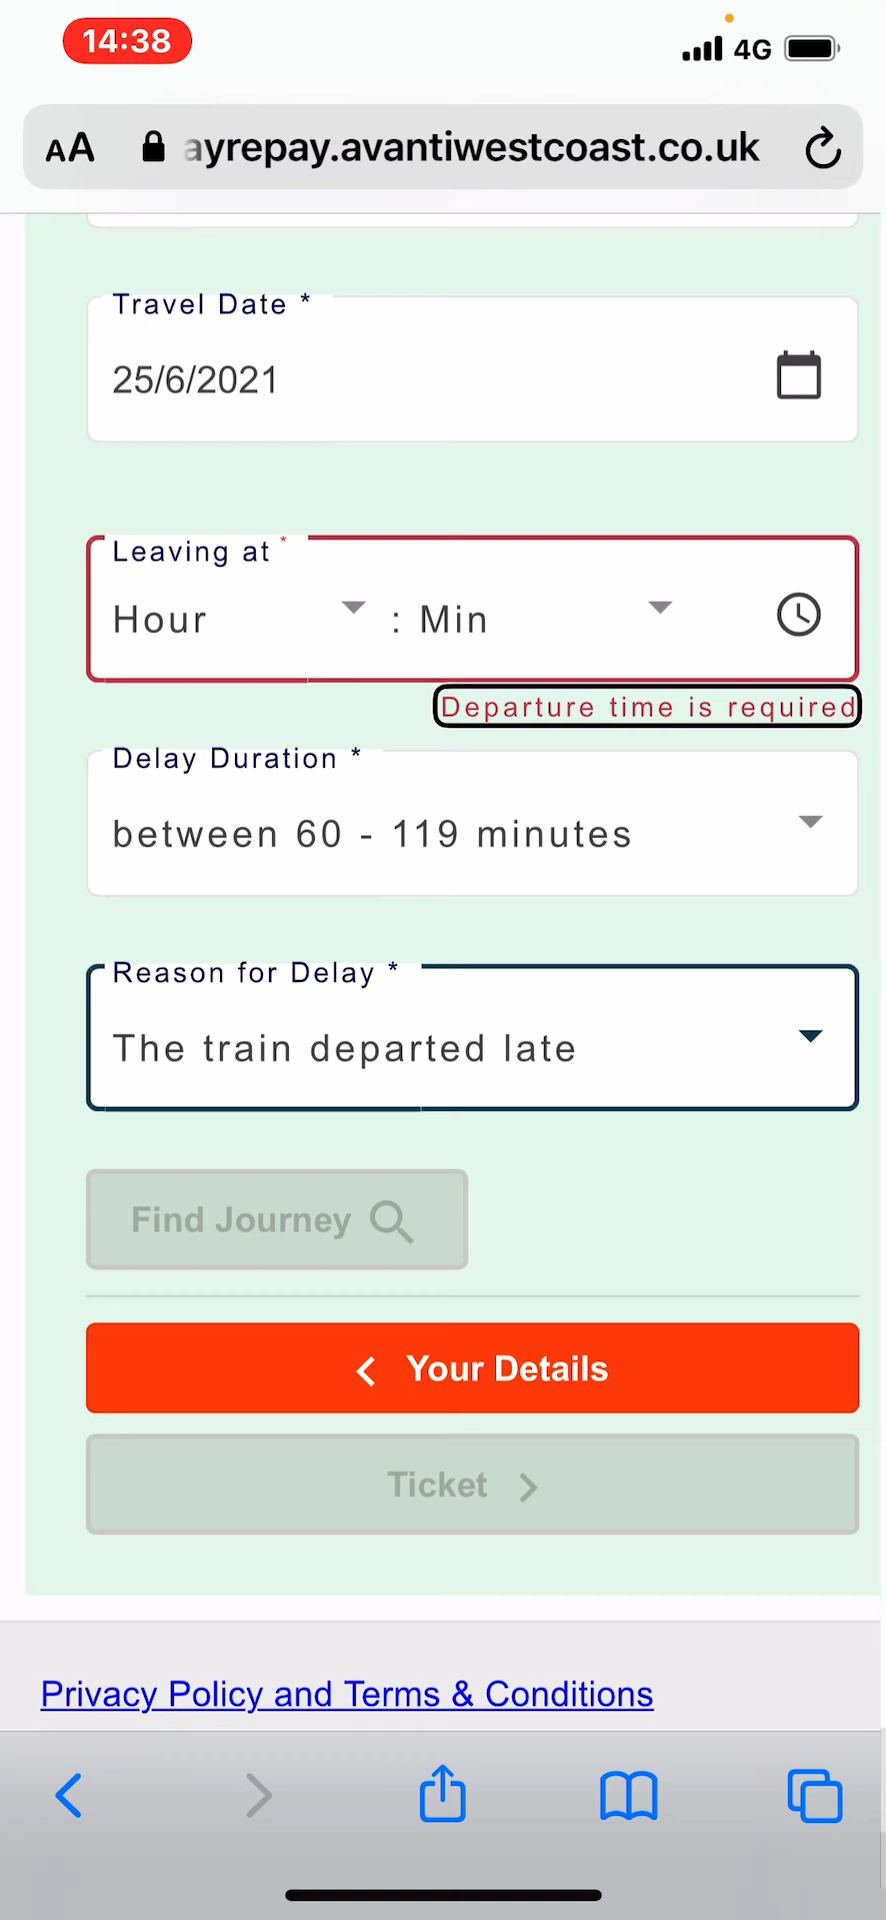 14:38
4G
AA ayrepay.avantiwestcoast.co.uk
Travel Date *
25/6/2021
Leaving at *
Hour : Min
Departure time is required
Delay Duration *
between 60 - 119 minutes
Reason for Delay *
The train departed late
Find Journey
Your Details
Ticket
Privacy Policy and Terms & Conditions